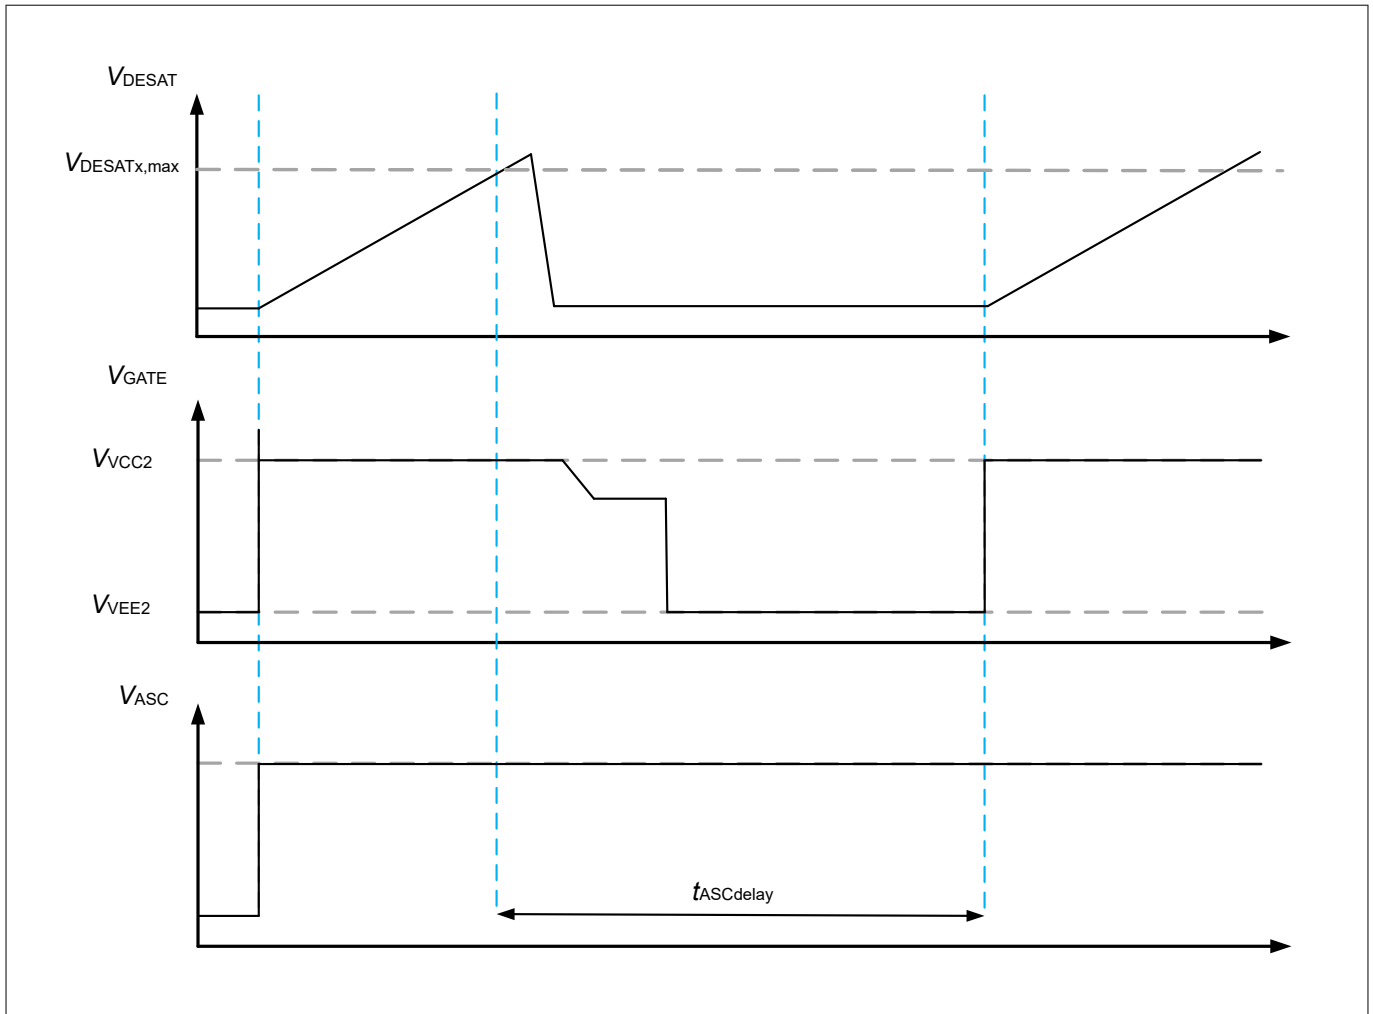 VDESAT
VDESATx,max
VGATE
VVCC2
VVEE2
VASC
tASCdelay